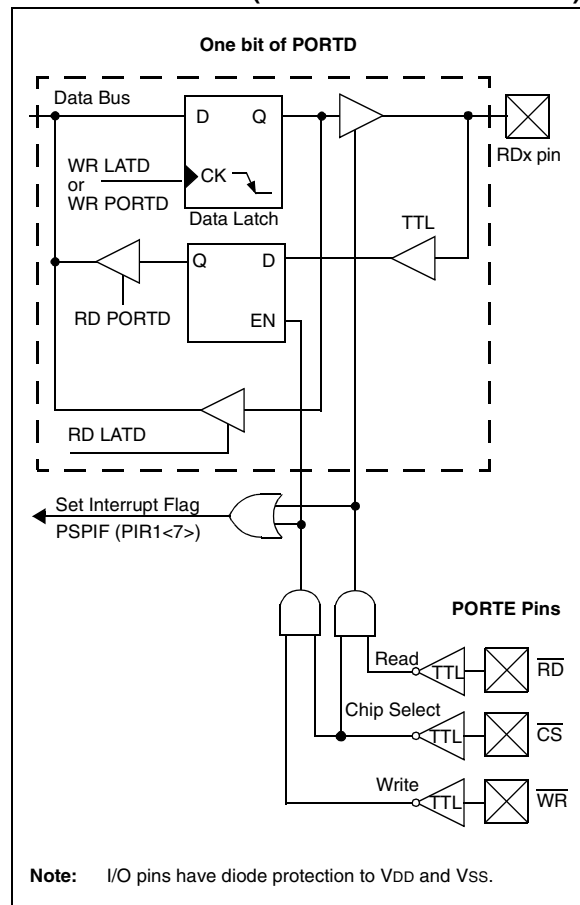 One bit of PORTD
Data Bus
D Q
RDx pin
WR LATD
or
WR PORTD
CK
Data Latch
TTL
Q D
RD PORTD
EN
RD LATD
Set Interrupt Flag
PSPIF (PIR1<7>)
PORTE Pins
Read
TTL
RD
Chip Select
TTL
CS
Write
TTL
WR
Note: I/O pins have diode protection to VDD and VSS.